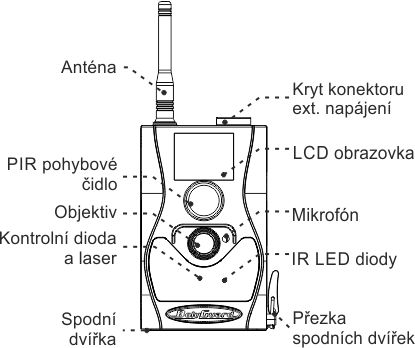 Anténa
Kryt konektoru
ext. napájení
LCD obrazovka
PIR pohybové
čidlo
Objektiv
Mikrofón
Kontrolní dioda
a laser
IR LED diody
Spodní
dvířka
Přezka
spodních dvířek